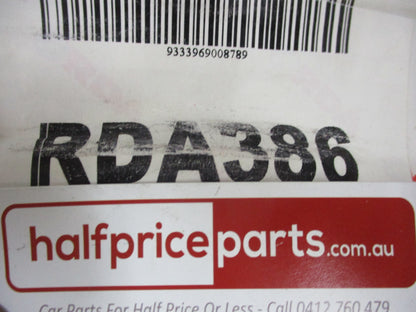 9333969008789
RDA386
halfpriceparts.com.au
Car Parts For Half Price Or Less - Call 0412 760 479